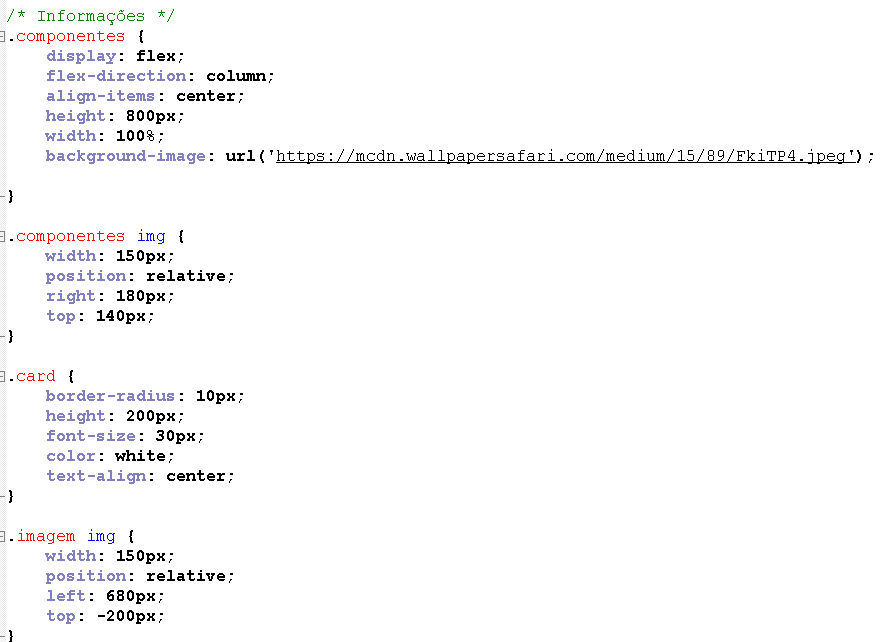 /* Informações */
.componentes {
    display: flex;
    flex-direction: column;
    align-items: center;
    height: 800px;
    width: 100%;
    background-image: url('https://mcdn.wallpapersafari.com/medium/15/89/FkiTP4.jpeg');
}
.componentes img {
    width: 150px;
    position: relative;
    right: 180px;
    top: 140px;
}
.card {
    border-radius: 10px;
    height: 200px;
    font-size: 30px;
    color: white;
    text-align: center;
}
.imagem img {
    width: 150px;
    position: relative;
    left: 680px;
    top: -200px;
}